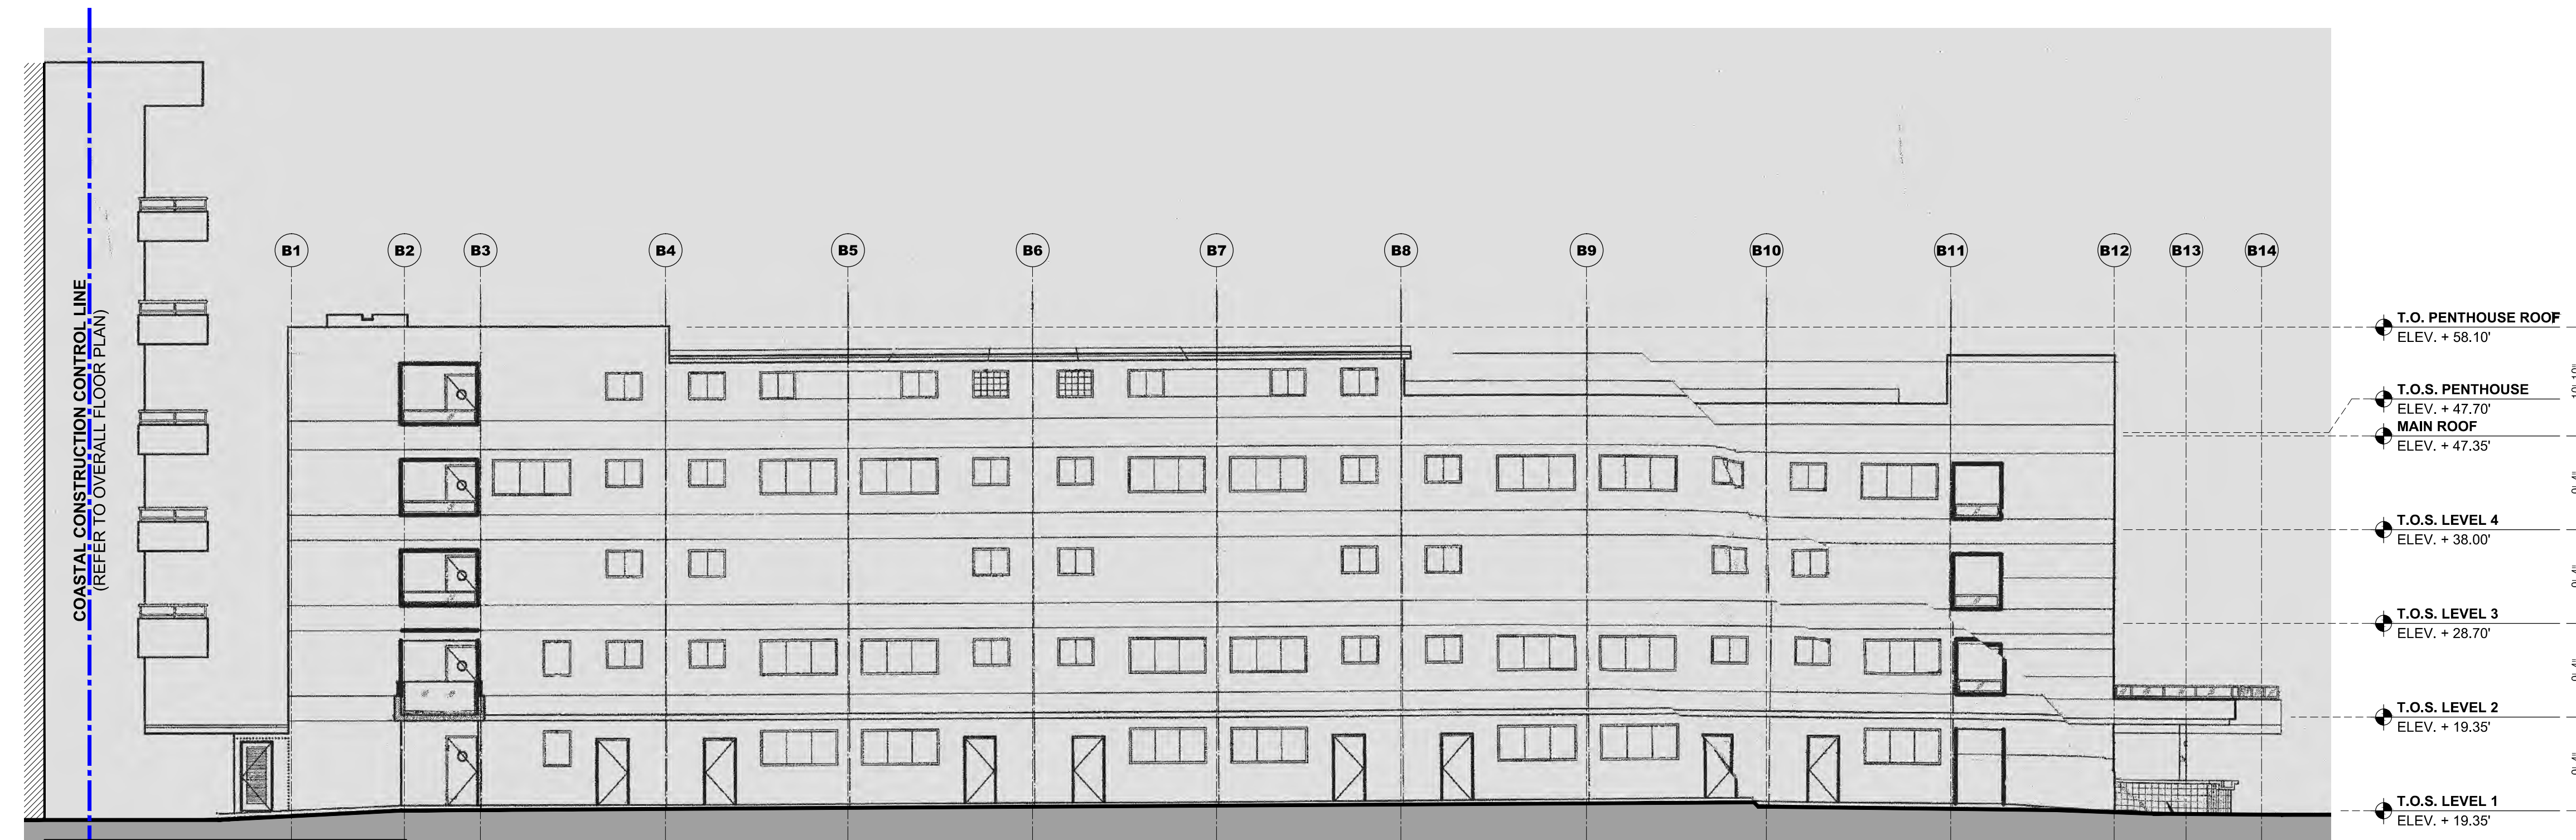 COASTAL CONSTRUCTION CONTROL LINE
(REFER TO OVERALL FLOOR PLAN)
B1
B2
B3
B4
B5
B6
B7
B8
B9
B10
B11
B12
B13
B14
T.O. PENTHOUSE ROOF
ELEV. + 58.10'
T.O.S. PENTHOUSE
ELEV. + 47.70'
MAIN ROOF
ELEV. + 47.35'
T.O.S. LEVEL 4
ELEV. + 38.00'
T.O.S. LEVEL 3
ELEV. + 28.70'
T.O.S. LEVEL 2
ELEV. + 19.35'
T.O.S. LEVEL 1
ELEV. + 19.35'